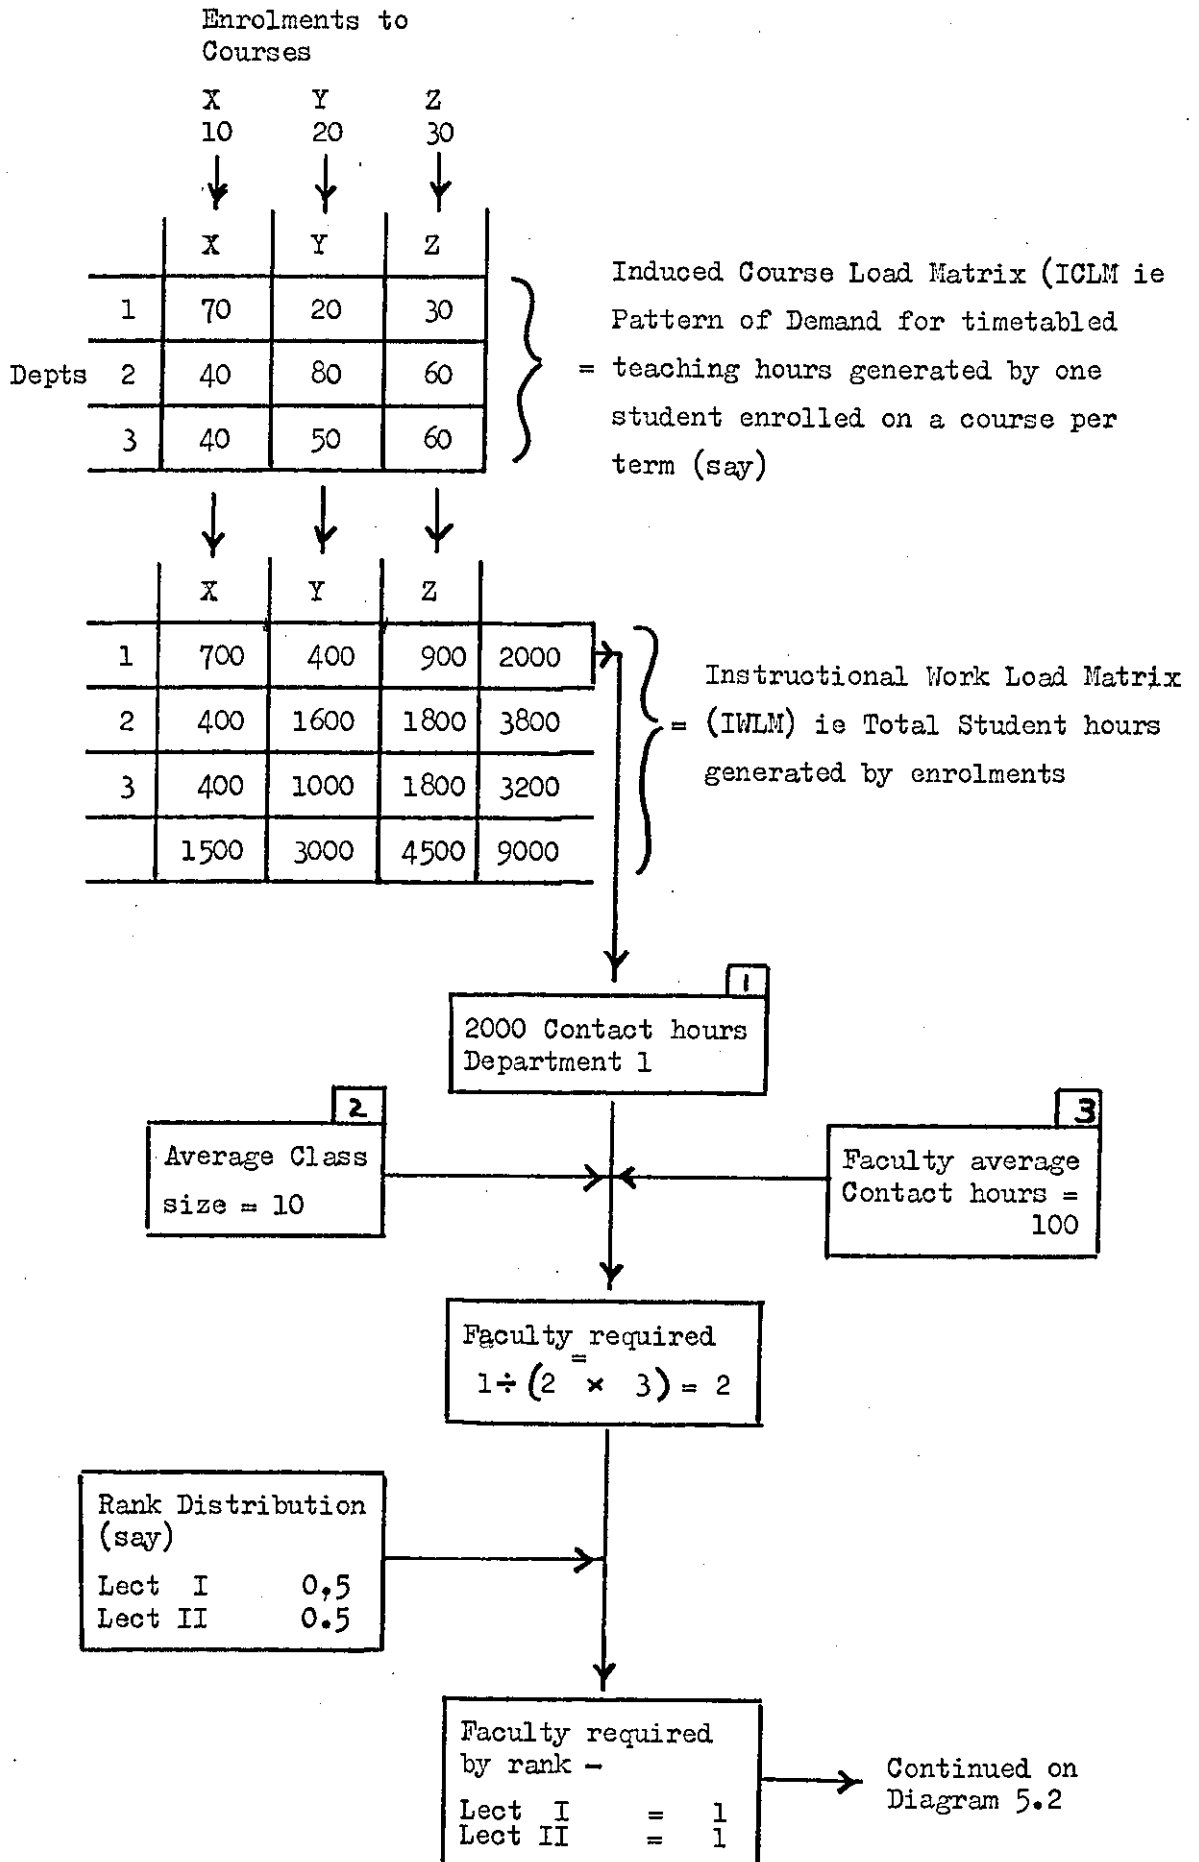 Enrolments to
Courses
X Y Z
10 20 30
X Y Z
1 70 20 30
Depts 2 40 80 60
3 40 50 60
Induced Course Load Matrix (ICLM ie
Pattern of Demand for timetabled
= teaching hours generated by one
student enrolled on a course per
term (say)
X Y Z
1 700 400 900 2000
2 400 1600 1800 3800
3 400 1000 1800 3200
1500 3000 4500 9000
Instructional Work Load Matrix
= (IWLM) ie Total Student hours
generated by enrolments
1
2000 Contact hours
Department 1
2
Average Class
size = 10
3
Faculty average
Contact hours =
100
Faculty required
=
1 ÷ (2 × 3) = 2
Rank Distribution
(say)
Lect I 0,5
Lect II 0.5
Faculty required
by rank -
Lect I = 1
Lect II = 1
Continued on
Diagram 5.2